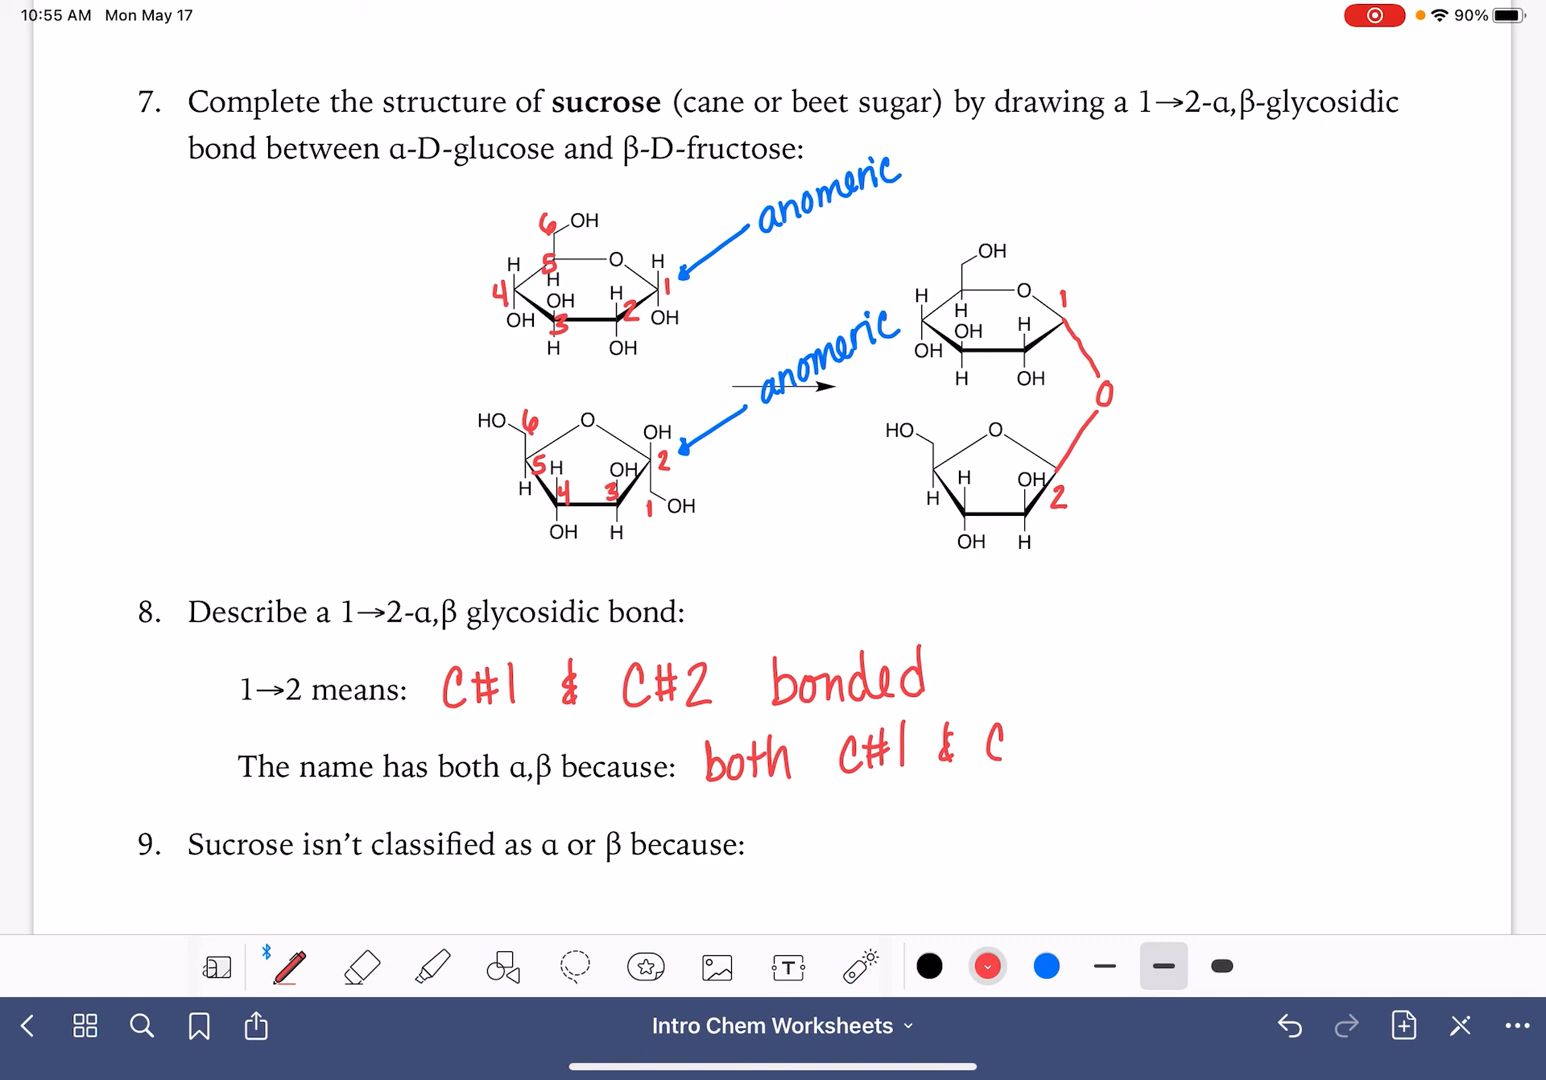 10:55 AM Mon May 17
90%
7. Complete the structure of sucrose (cane or beet sugar) by drawing a 1→2-α,β-glycosidic
bond between α-D-glucose and β-D-fructose:
anomeric
6 OH
H 5 O H
4 H OH H 2 1
OH 3 OH
H OH
anomeric
HO 6 O OH
5 H OH 2
H 4 3 1 OH
OH H
OH
H O 1
H OH H
OH
H OH
O
HO O
H OH 2
H
OH H
8. Describe a 1→2-α,β glycosidic bond:
1→2 means: C#1 & C#2 bonded
The name has both α,β because: both C#1 & C
9. Sucrose isn't classified as α or β because:
a
T
Intro Chem Worksheets